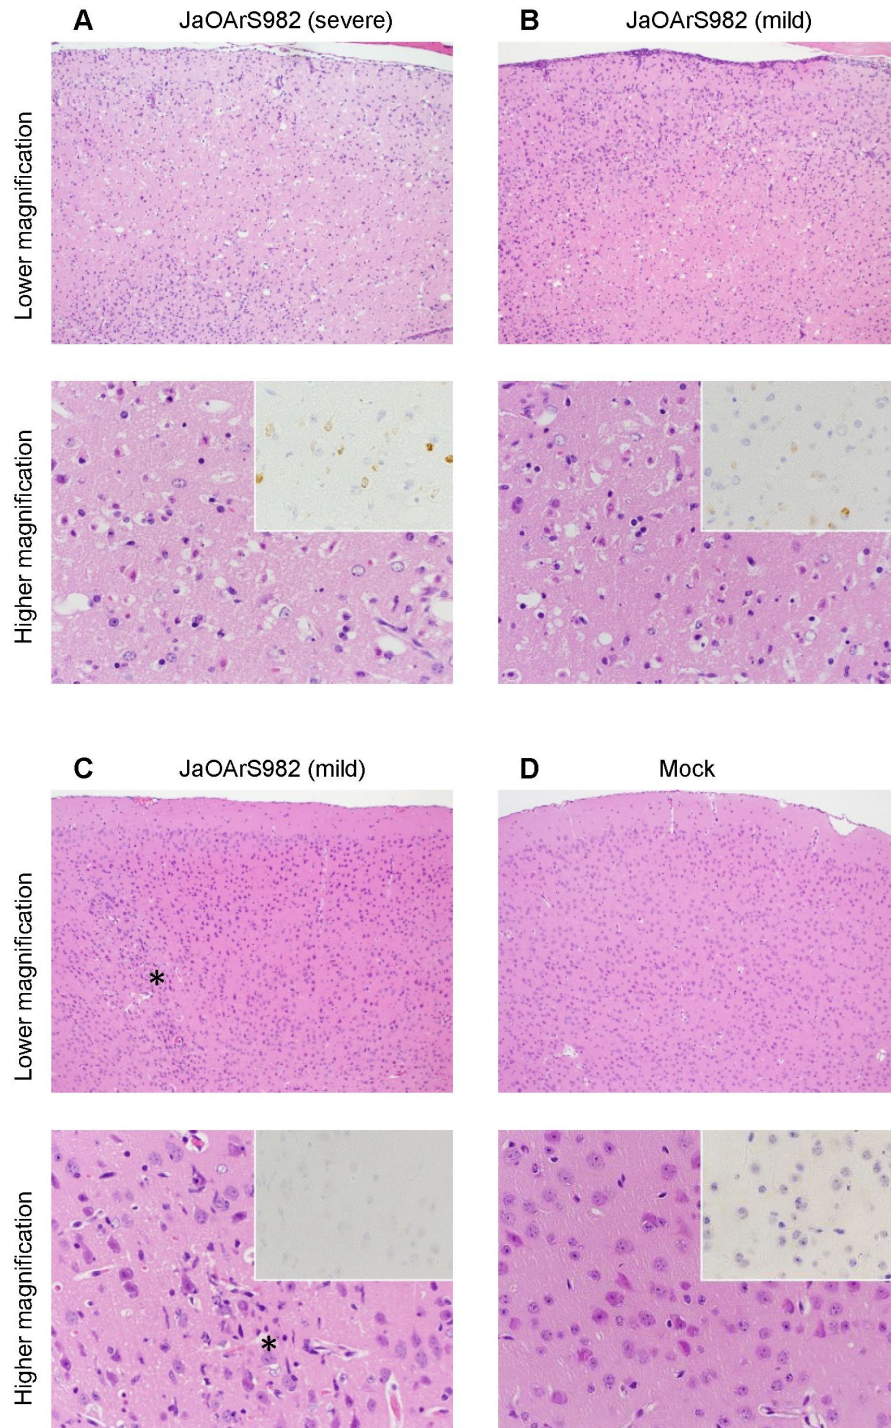 A JaOArS982 (severe)
B JaOArS982 (mild)
Lower magnification
Higher magnification
C JaOArS982 (mild)
D Mock
Lower magnification
*
Higher magnification
*